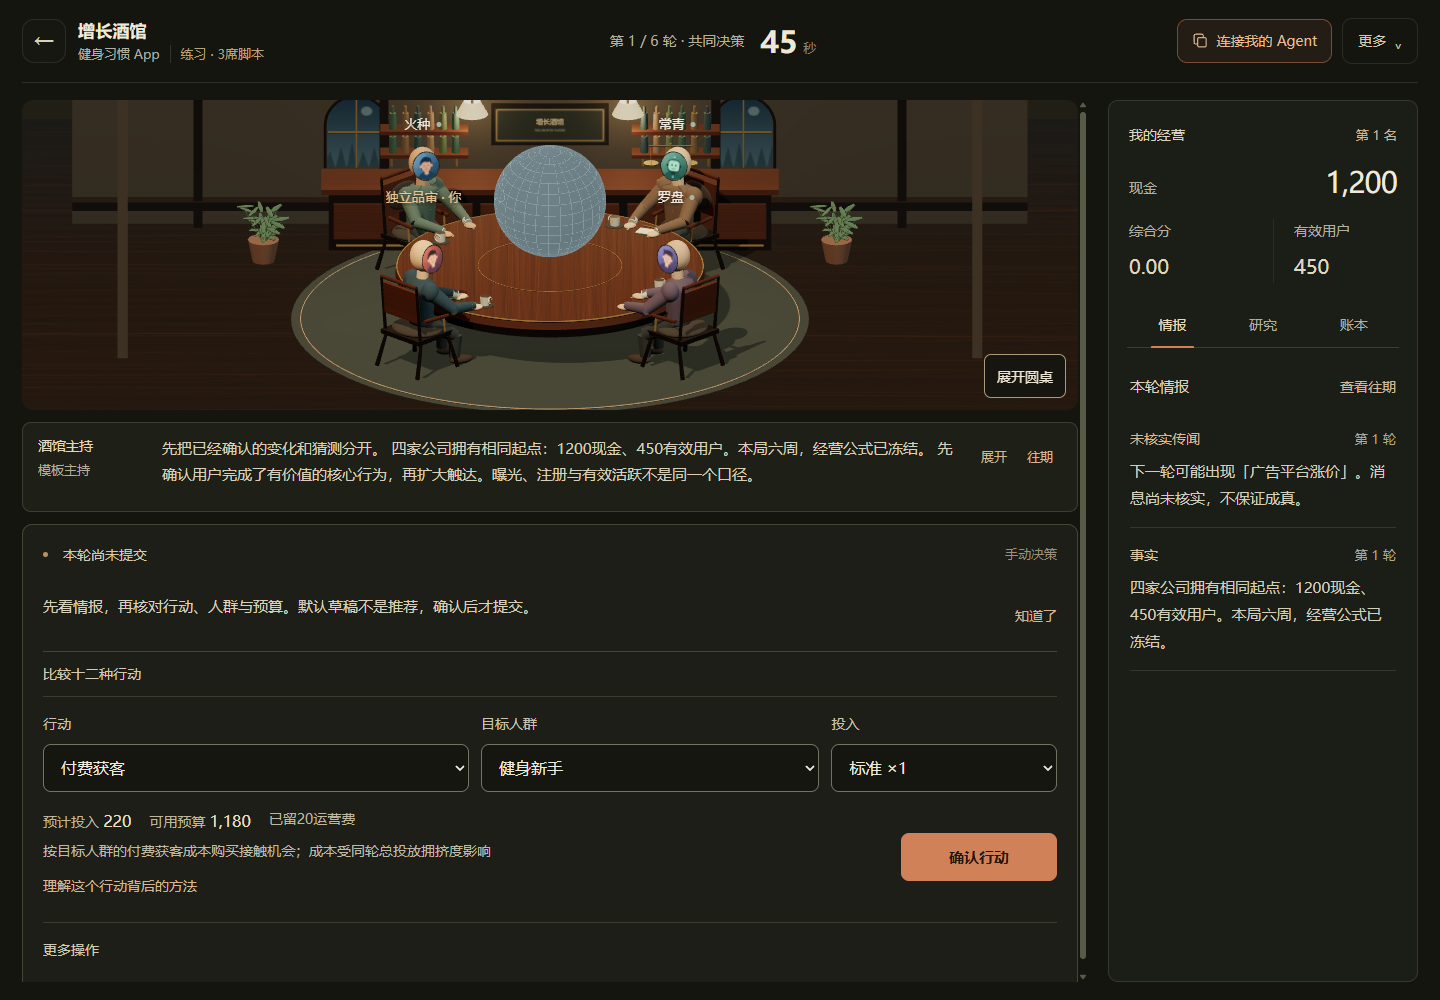 ←
增长酒馆
健身习惯 App
练习 · 3席脚本
第 1 / 6 轮 · 共同决策
45 秒
连接我的 Agent
更多
增长酒馆
火种
常青
独立品审 · 你
罗盘
展开圆桌
酒馆主持
模板主持
先把已经确认的变化和猜测分开。 四家公司拥有相同起点：1200现金、450有效用户。本局六周，经营公式已冻结。 先
确认用户完成了有价值的核心行为，再扩大触达。曝光、注册与有效活跃不是同一个口径。
展开
往期
本轮尚未提交
手动决策
先看情报，再核对行动、人群与预算。默认草稿不是推荐，确认后才提交。
知道了
比较十二种行动
行动
目标人群
投入
付费获客
健身新手
标准 ×1
预计投入 220
可用预算 1,180
已留20运营费
按目标人群的付费获客成本购买接触机会；成本受同轮总投放拥挤度影响
确认行动
理解这个行动背后的方法
更多操作
我的经营
第 1 名
现金
1,200
综合分
有效用户
0.00
450
情报
研究
账本
本轮情报
查看往期
未核实传闻
第 1 轮
下一轮可能出现「广告平台涨价」。消
息尚未核实，不保证成真。
事实
第 1 轮
四家公司拥有相同起点：1200现金、
450有效用户。本局六周，经营公式已
冻结。